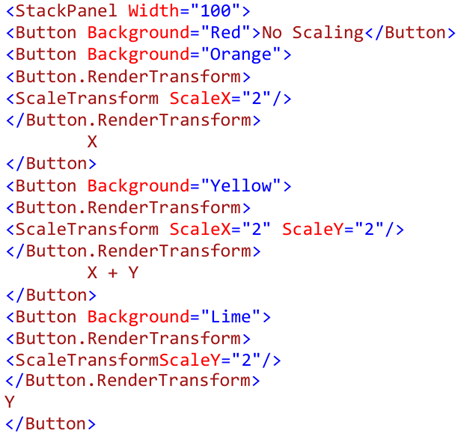 <StackPanel Width="100">
<Button Background="Red">No Scaling</Button>
<Button Background="Orange">
<Button.RenderTransform>
<ScaleTransform ScaleX="2"/>
</Button.RenderTransform>
X
</Button>
<Button Background="Yellow">
<Button.RenderTransform>
<ScaleTransform ScaleX="2" ScaleY="2"/>
</Button.RenderTransform>
X + Y
</Button>
<Button Background="Lime">
<Button.RenderTransform>
<ScaleTransformScaleY="2"/>
</Button.RenderTransform>
Y
</Button>